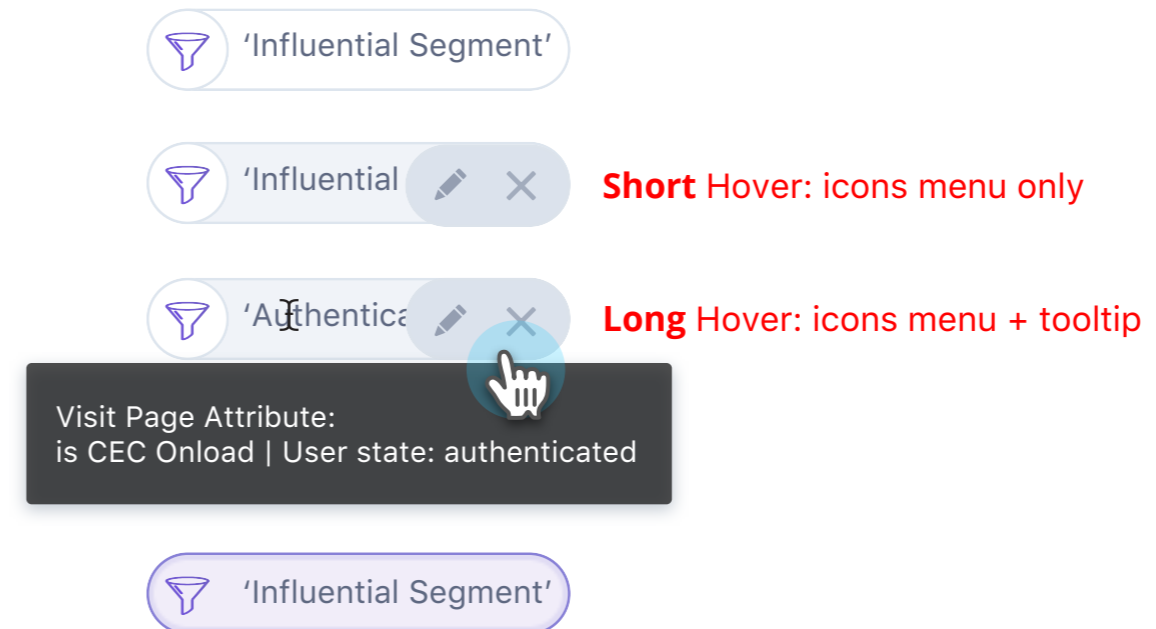 ‘Influential Segment’
‘Influential
Short Hover: icons menu only
‘Authentica
Long Hover: icons menu + tooltip
Visit Page Attribute:
is CEC Onload | User state: authenticated
‘Influential Segment’